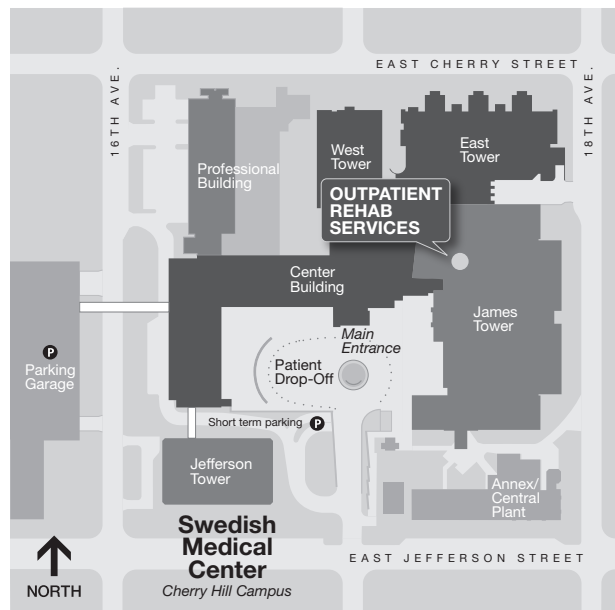 EAST CHERRY STREET
16TH AVE.
18TH AVE.
Professional
Building
West
Tower
East
Tower
OUTPATIENT
REHAB
SERVICES
Center
Building
James
Tower
Main
Entrance
Patient
Drop-Off
P
Parking
Garage
Short term parking P
Jefferson
Tower
Annex/
Central
Plant
Swedish
Medical
Center
Cherry Hill Campus
EAST JEFFERSON STREET
NORTH